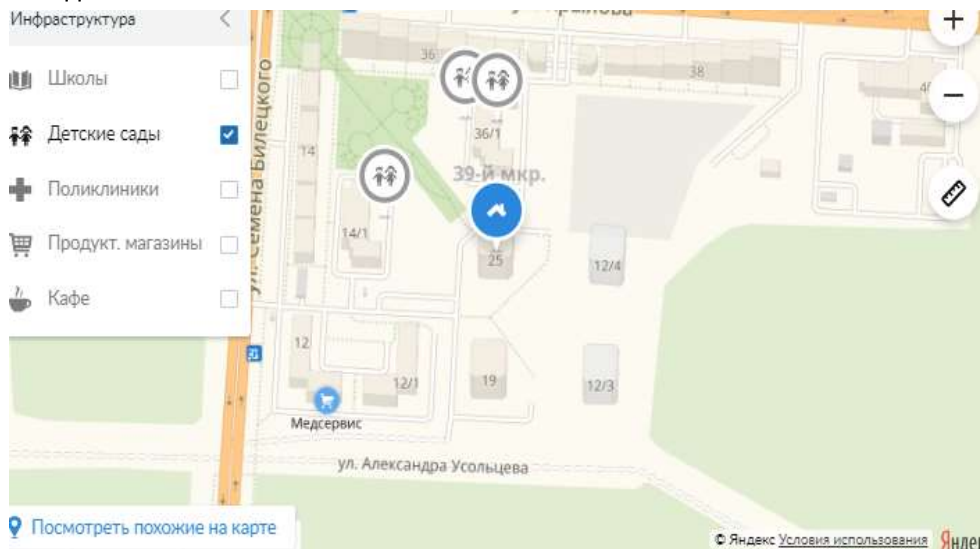 Инфраструктура
Школы
Детские сады
Поликлиники
Продукт. магазины
Кафе
Посмотреть похожие на карте
ул. Семена Билецкого
36
38
36/1
39-й мкр.
14
14/1
25
12/4
12
12/1
19
12/3
Медсервис
ул. Александра Усольцева
© Яндекс Условия использования